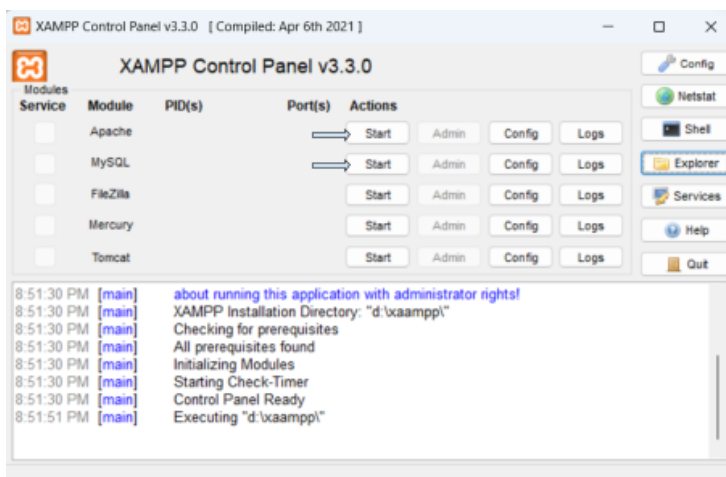 XAMPP Control Panel v3.3.0 [ Compiled: Apr 6th 2021 ]
XAMPP Control Panel v3.3.0
Config
Modules
Service Module PID(s) Port(s) Actions
Netstat
Apache Start Admin Config Logs
Shell
MySQL Start Admin Config Logs
Explorer
FileZilla Start Admin Config Logs
Services
Mercury Start Admin Config Logs
Help
Tomcat Start Admin Config Logs
Quit
8:51:30 PM [main] about running this application with administrator rights!
8:51:30 PM [main] XAMPP Installation Directory: "d:\xaampp\"
8:51:30 PM [main] Checking for prerequisites
8:51:30 PM [main] All prerequisites found
8:51:30 PM [main] Initializing Modules
8:51:30 PM [main] Starting Check-Timer
8:51:30 PM [main] Control Panel Ready
8:51:51 PM [main] Executing "d:\xaampp\"